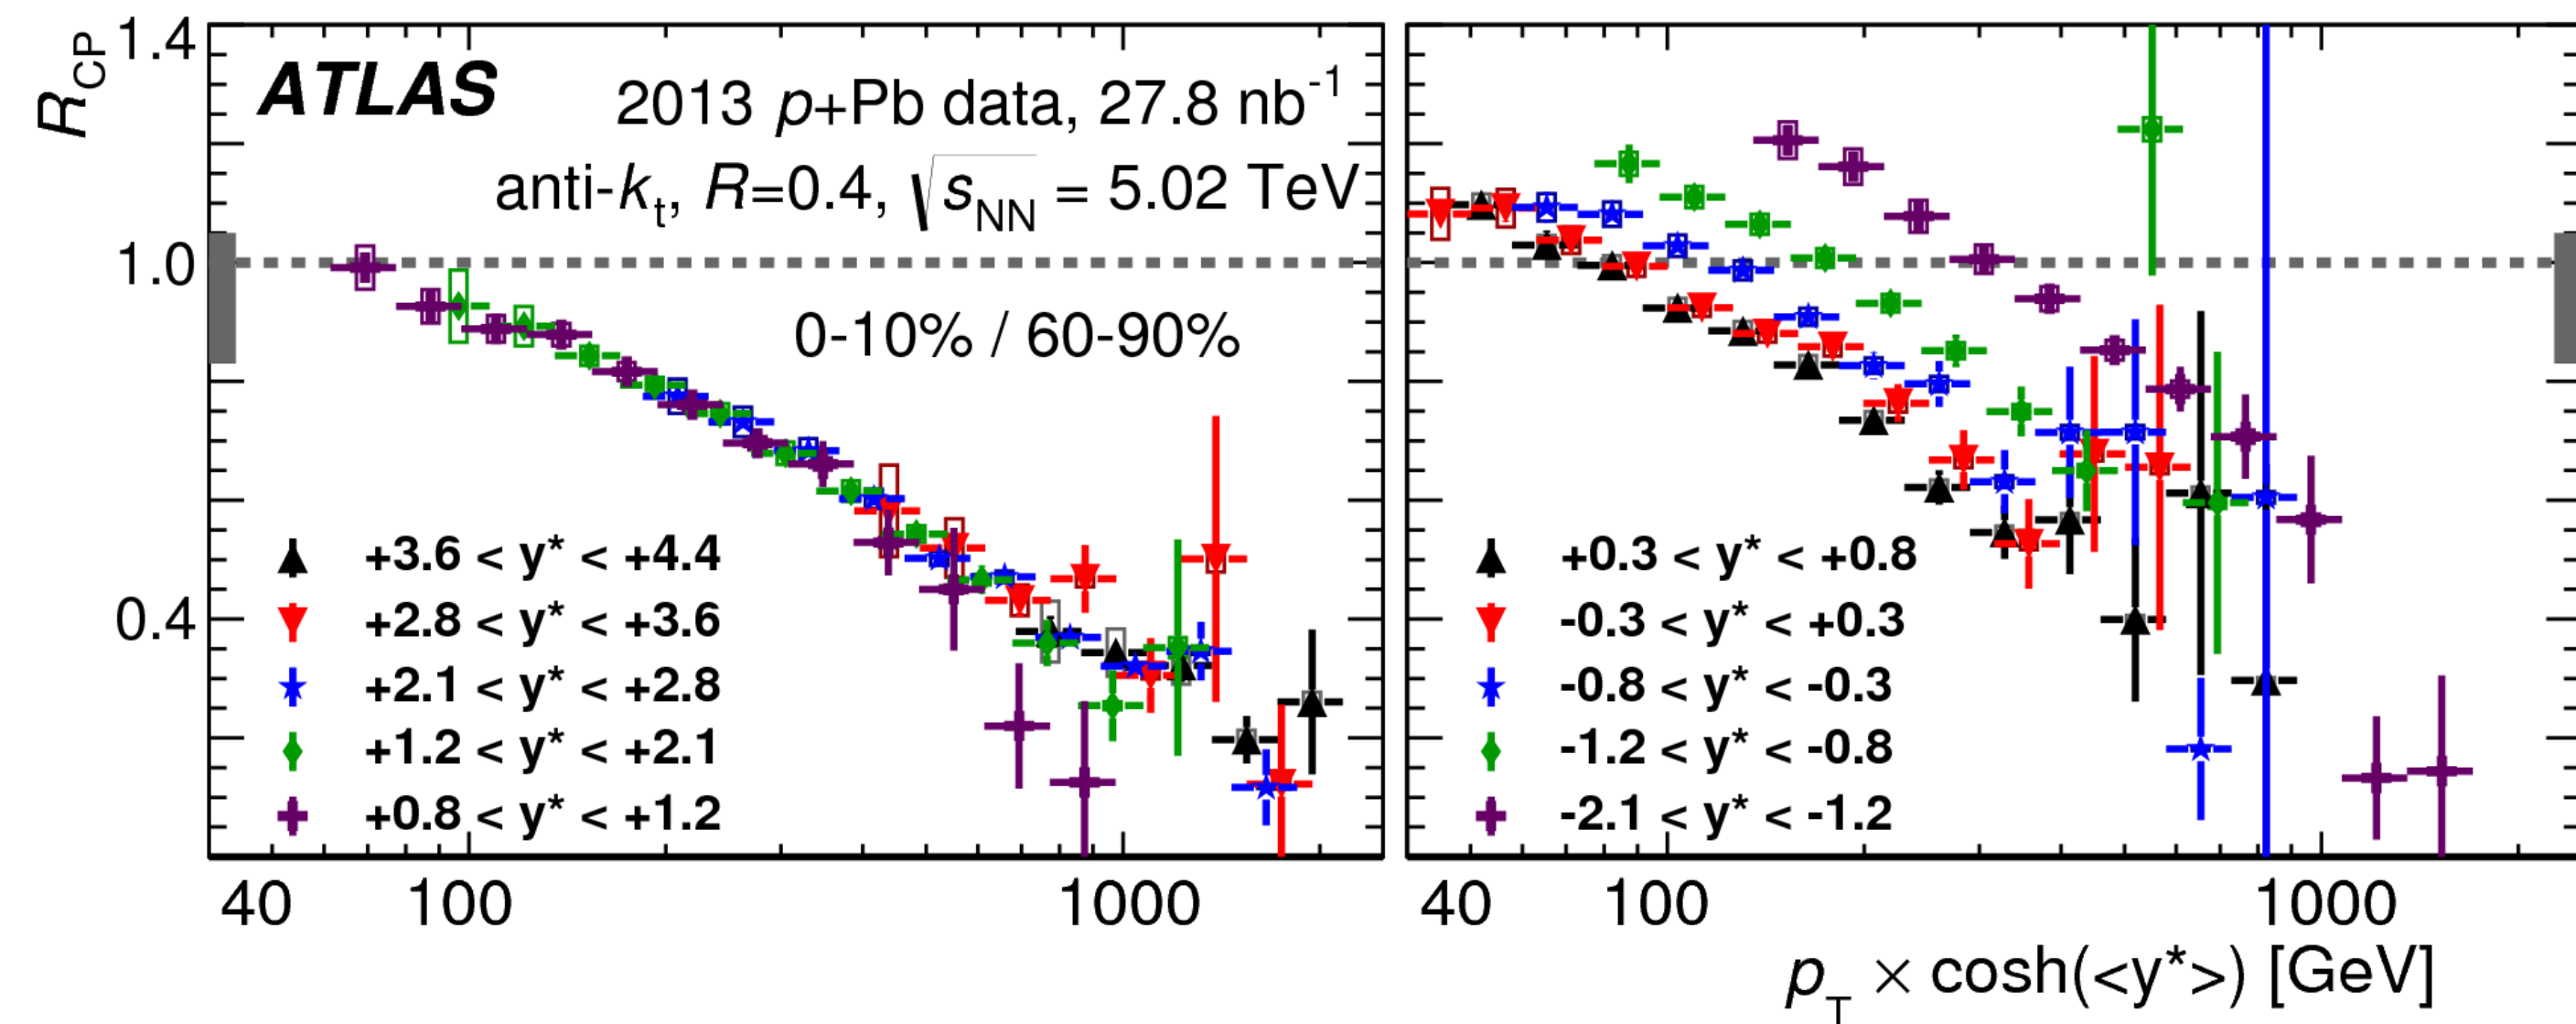 R_CP
1.4
1.0
0.4
ATLAS
2013 p+Pb data, 27.8 nb^-1
anti-k_t, R=0.4, √s_NN = 5.02 TeV
0-10% / 60-90%
+3.6 < y* < +4.4
+2.8 < y* < +3.6
+2.1 < y* < +2.8
+1.2 < y* < +2.1
+0.8 < y* < +1.2
+0.3 < y* < +0.8
-0.3 < y* < +0.3
-0.8 < y* < -0.3
-1.2 < y* < -0.8
-2.1 < y* < -1.2
40 100 1000 40 100 1000
p_T × cosh(<y*>) [GeV]